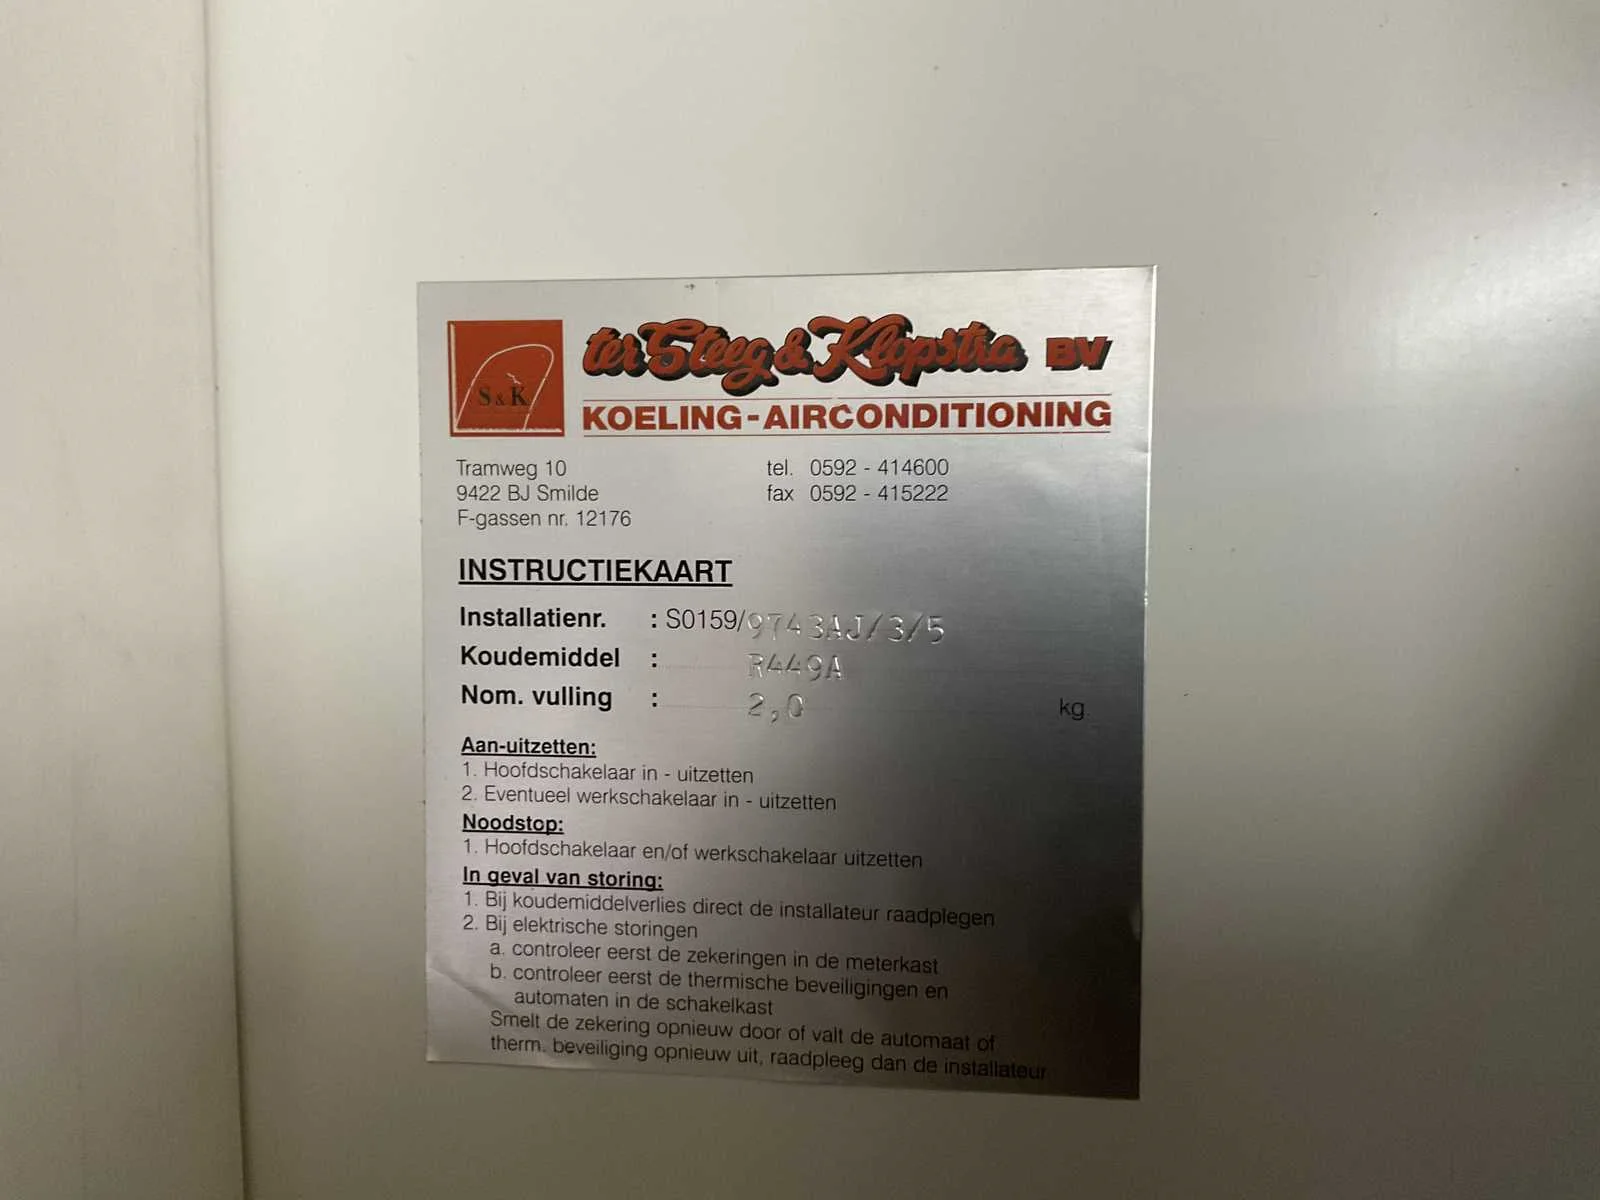 S & K
ter Steeg & Klapstra BV
KOELING-AIRCONDITIONING
Tramweg 10
9422 BJ Smilde
F-gassen nr. 12176
tel. 0592 - 414600
fax 0592 - 415222
INSTRUCTIEKAART
Installatienr. : S0159/9743AJ/3/5
Koudemiddel : R449A
Nom. vulling : 2,0 kg
Aan-uitzetten:
1. Hoofdschakelaar in - uitzetten
2. Eventueel werkschakelaar in - uitzetten
Noodstop:
1. Hoofdschakelaar en/of werkschakelaar uitzetten
In geval van storing:
1. Bij koudemiddelverlies direct de installateur raadplegen
2. Bij elektrische storingen
a. controleer eerst de zekeringen in de meterkast
b. controleer eerst de thermische beveiligingen en
automaten in de schakelkast
Smelt de zekering opnieuw door of valt de automaat of
therm. beveiliging opnieuw uit, raadpleeg dan de installateur